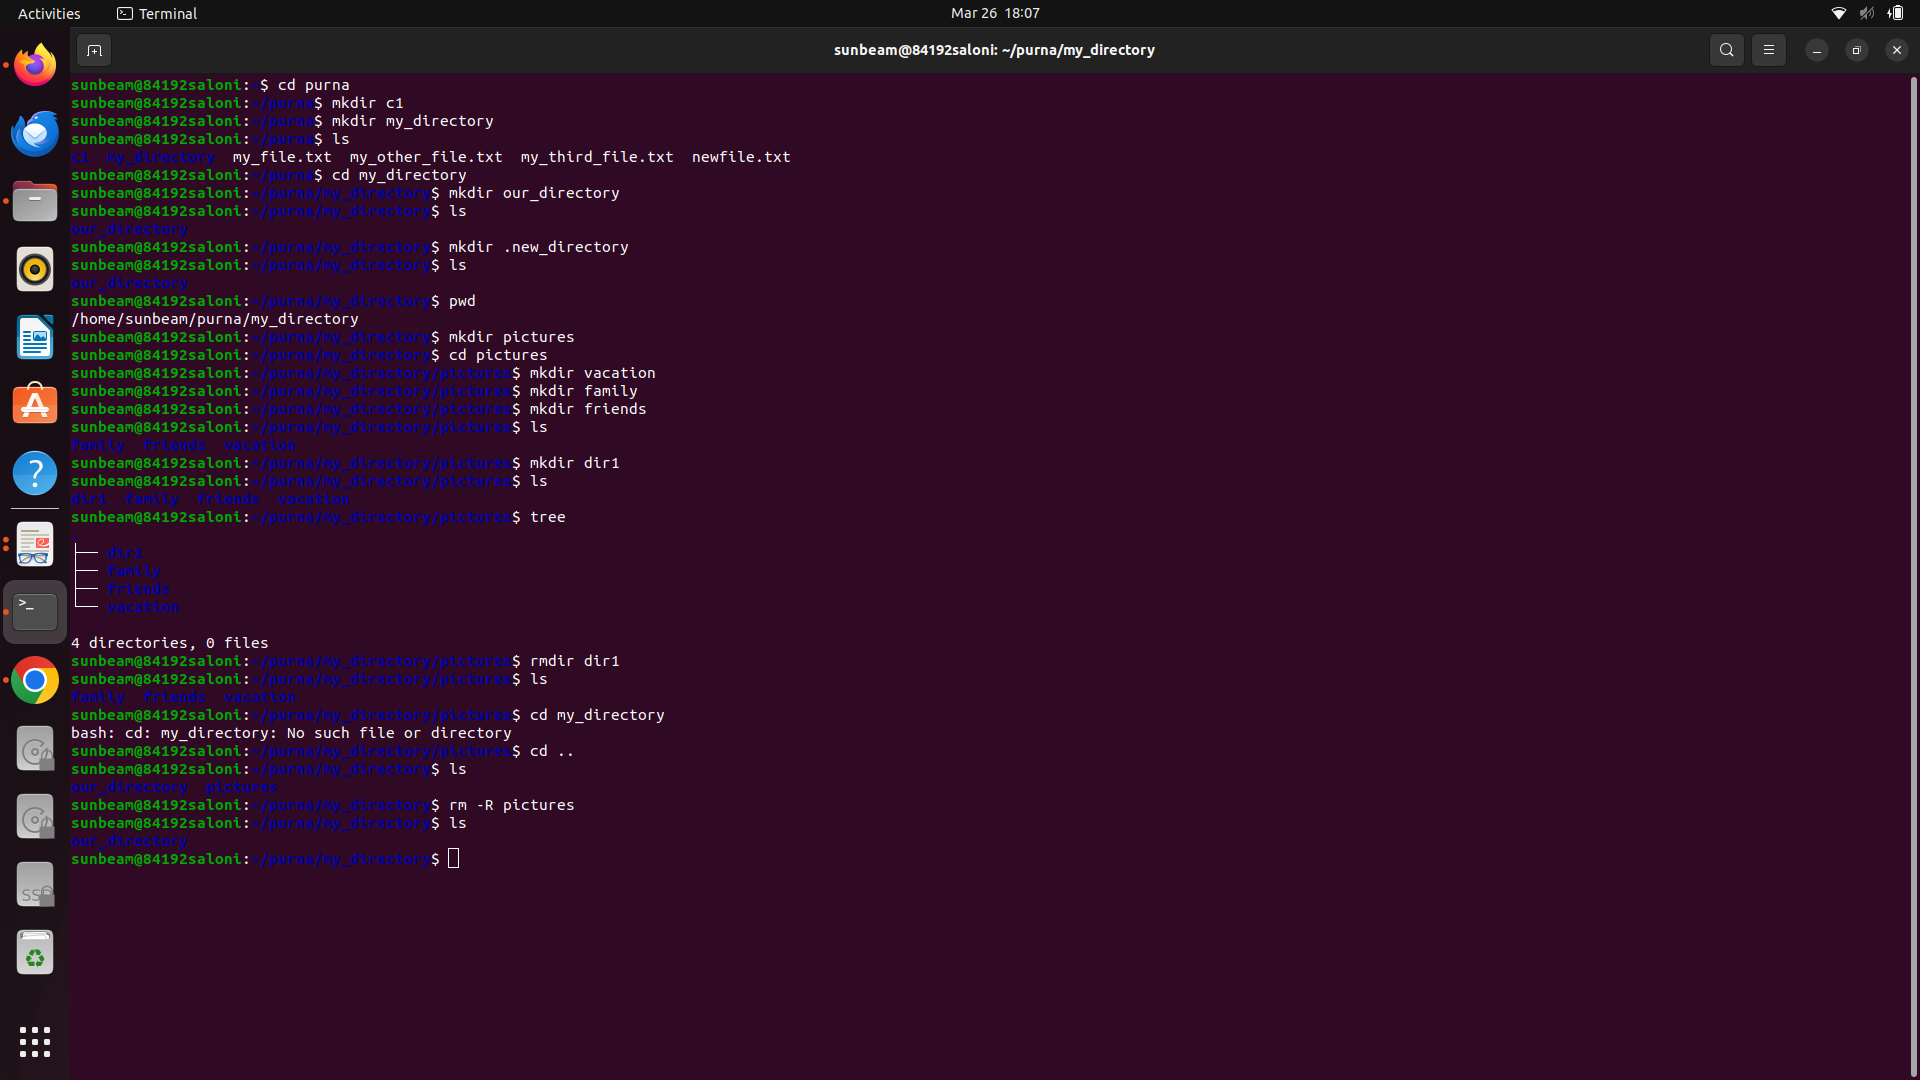 Activities Terminal Mar 26 18:07
sunbeam@84192saloni: ~/purna/my_directory
sunbeam@84192saloni:~$ cd purna
sunbeam@84192saloni:~/purna$ mkdir c1
sunbeam@84192saloni:~/purna$ mkdir my_directory
sunbeam@84192saloni:~/purna$ ls
c1 my_directory my_file.txt my_other_file.txt my_third_file.txt newfile.txt
sunbeam@84192saloni:~/purna$ cd my_directory
sunbeam@84192saloni:~/purna/my_directory$ mkdir our_directory
sunbeam@84192saloni:~/purna/my_directory$ ls
our_directory
sunbeam@84192saloni:~/purna/my_directory$ mkdir .new_directory
sunbeam@84192saloni:~/purna/my_directory$ ls
our_directory
sunbeam@84192saloni:~/purna/my_directory$ pwd
/home/sunbeam/purna/my_directory
sunbeam@84192saloni:~/purna/my_directory$ mkdir pictures
sunbeam@84192saloni:~/purna/my_directory$ cd pictures
sunbeam@84192saloni:~/purna/my_directory/pictures$ mkdir vacation
sunbeam@84192saloni:~/purna/my_directory/pictures$ mkdir family
sunbeam@84192saloni:~/purna/my_directory/pictures$ mkdir friends
sunbeam@84192saloni:~/purna/my_directory/pictures$ ls
family friends vacation
sunbeam@84192saloni:~/purna/my_directory/pictures$ mkdir dir1
sunbeam@84192saloni:~/purna/my_directory/pictures$ ls
dir1 family friends vacation
sunbeam@84192saloni:~/purna/my_directory/pictures$ tree
.
├── dir1
├── family
├── friends
└── vacation
4 directories, 0 files
sunbeam@84192saloni:~/purna/my_directory/pictures$ rmdir dir1
sunbeam@84192saloni:~/purna/my_directory/pictures$ ls
family friends vacation
sunbeam@84192saloni:~/purna/my_directory/pictures$ cd my_directory
bash: cd: my_directory: No such file or directory
sunbeam@84192saloni:~/purna/my_directory/pictures$ cd ..
sunbeam@84192saloni:~/purna/my_directory$ ls
our_directory pictures
sunbeam@84192saloni:~/purna/my_directory$ rm -R pictures
sunbeam@84192saloni:~/purna/my_directory$ ls
our_directory
sunbeam@84192saloni:~/purna/my_directory$